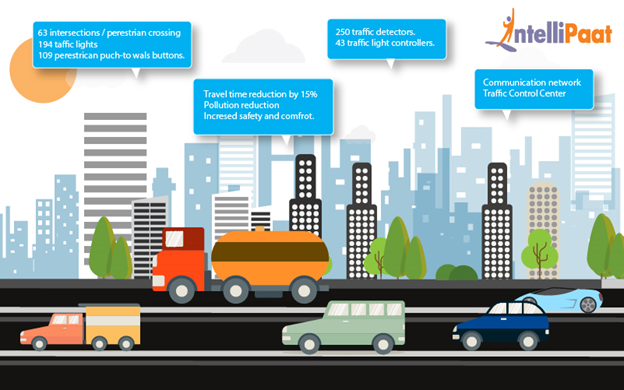 63 intersections / perestrian crossing
194 taffic lights
109 perestrican puch-to wals buttons.
250 traffic detectors.
43 traffic light controllers.
IntelliPaat
Travel time reduction by 15%
Pollution reduction
Incresed safety and comfrot.
Communication network
Traffic Control Center